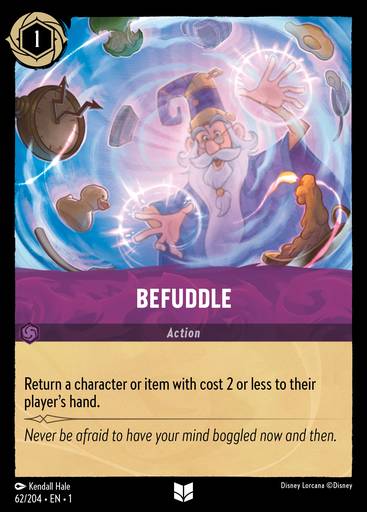 1
BEFUDDLE
Action
Return a character or item with cost 2 or less to their
player's hand.
Never be afraid to have your mind boggled now and then.
Kendall Hale
Disney Lorcana ©Disney
62/204 • EN • 1